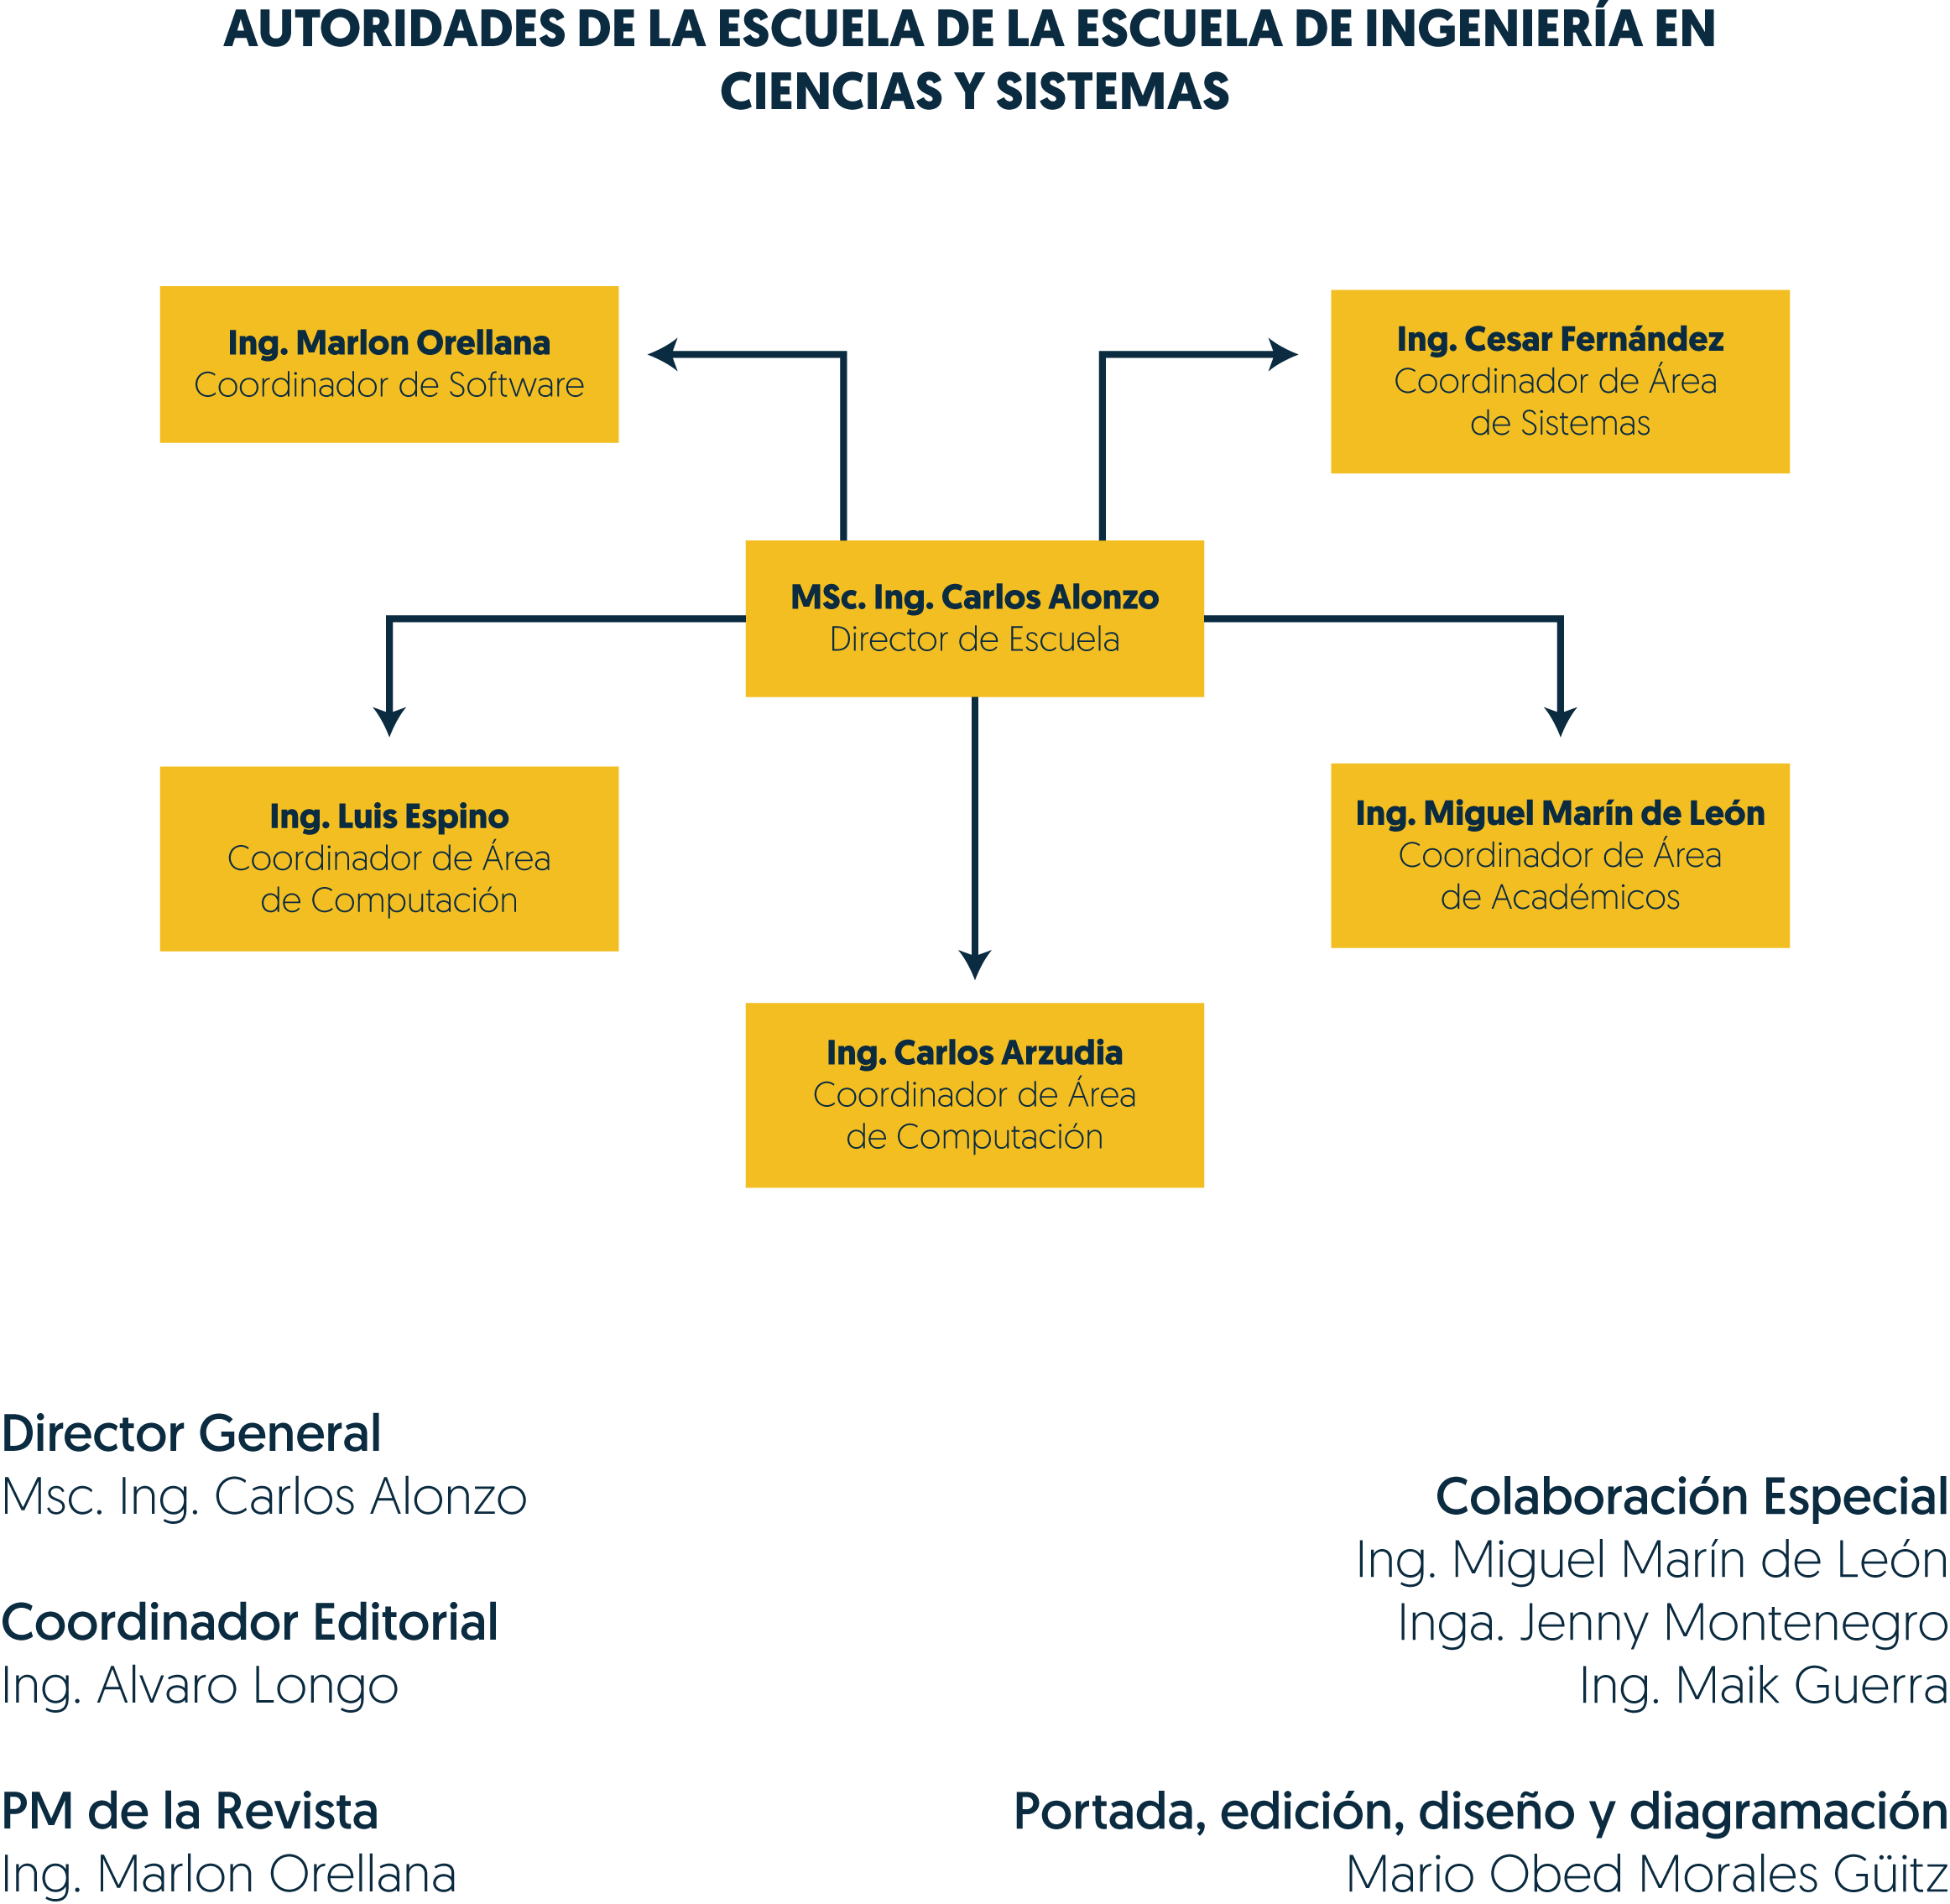 AUTORIDADES DE LA ESCUELA DE LA ESCUELA DE INGENIERÍA EN
CIENCIAS Y SISTEMAS
Ing. Marlon Orellana
Coordinador de Software
Ing. Cesar Fernández
Coordinador de Área
de Sistemas
MSc. Ing. Carlos Alonzo
Director de Escuela
Ing. Luis Espino
Coordinador de Área
de Computación
Ing. Miguel Marín de León
Coordinador de Área
de Académicos
Ing. Carlos Arzudia
Coordinador de Área
de Computación
Director General
Msc. Ing. Carlos Alonzo
Coordinador Editorial
Ing. Alvaro Longo
PM de la Revista
Ing. Marlon Orellana
Colaboración Especial
Ing. Miguel Marín de León
Inga. Jenny Montenegro
Ing. Maik Guerra
Portada, edición, diseño y diagramación
Mario Obed Morales Güitz